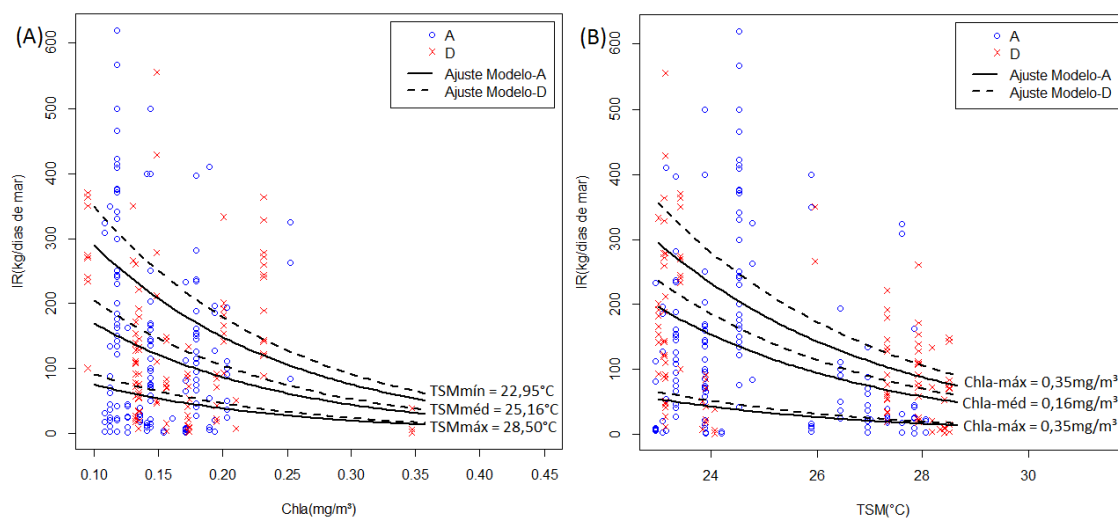 (A)
IR(kg/dias de mar)
600
500
400
300
200
100
0
A
D
Ajuste Modelo-A
Ajuste Modelo-D
TSMmín = 22,95°C
TSMméd = 25,16°C
TSMmáx = 28,50°C
0.10 0.15 0.20 0.25 0.30 0.35 0.40 0.45
Chla(mg/m³)
(B)
IR(kg/dias de mar)
600
500
400
300
200
100
0
A
D
Ajuste Modelo-A
Ajuste Modelo-D
Chla-máx = 0,35mg/m³
Chla-méd = 0,16mg/m³
Chla-máx = 0,35mg/m³
24 26 28 30
TSM(°C)